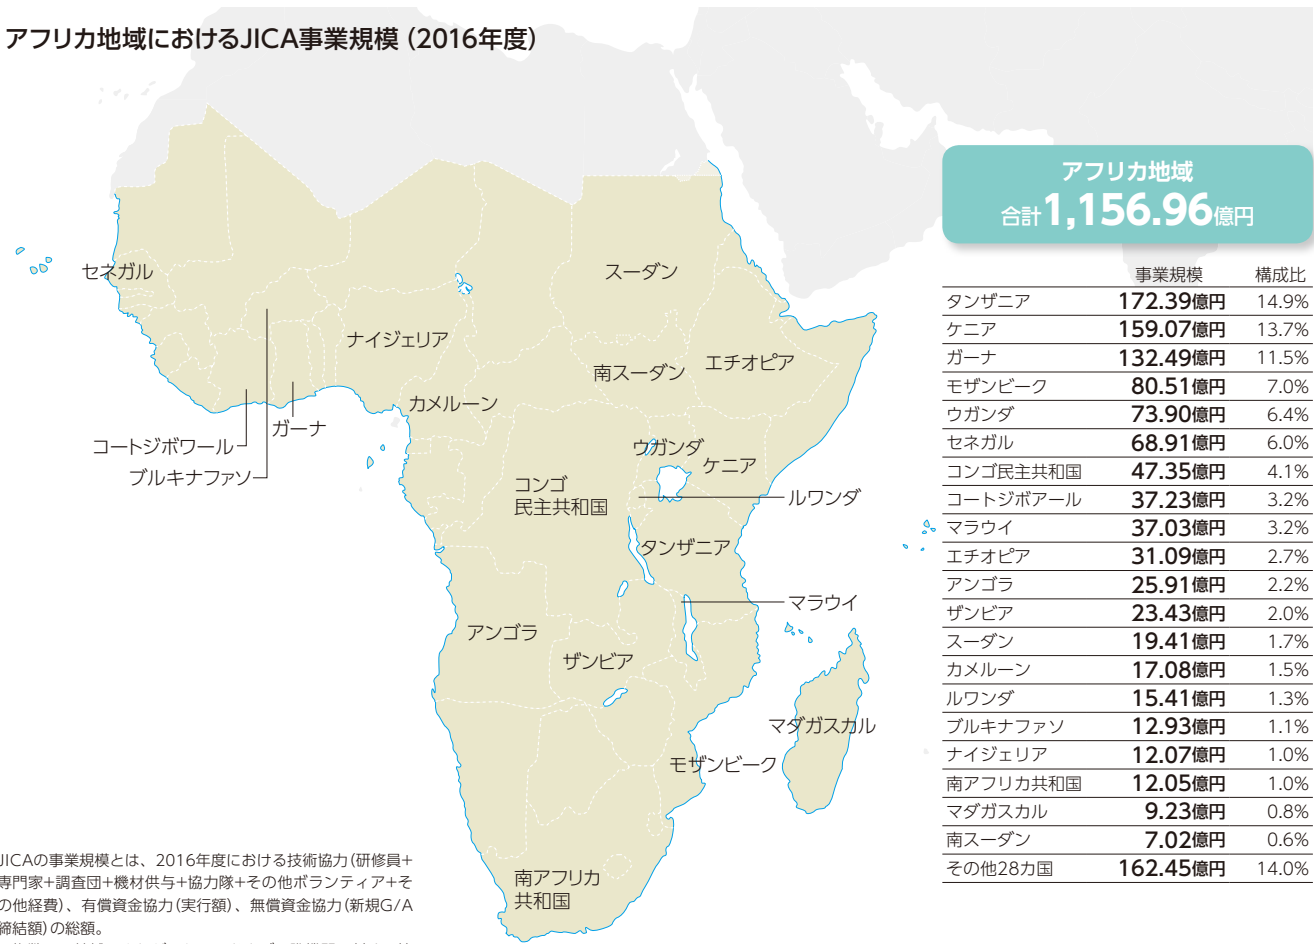 アフリカ地域におけるJICA事業規模（2016年度）
アフリカ地域
合計1,156.96億円
事業規模 構成比
タンザニア 172.39億円 14.9%
ケニア 159.07億円 13.7%
ガーナ 132.49億円 11.5%
モザンビーク 80.51億円 7.0%
ウガンダ 73.90億円 6.4%
セネガル 68.91億円 6.0%
コンゴ民主共和国 47.35億円 4.1%
コートジボアール 37.23億円 3.2%
マラウイ 37.03億円 3.2%
エチオピア 31.09億円 2.7%
アンゴラ 25.91億円 2.2%
ザンビア 23.43億円 2.0%
スーダン 19.41億円 1.7%
カメルーン 17.08億円 1.5%
ルワンダ 15.41億円 1.3%
ブルキナファソ 12.93億円 1.1%
ナイジェリア 12.07億円 1.0%
南アフリカ共和国 12.05億円 1.0%
マダガスカル 9.23億円 0.8%
南スーダン 7.02億円 0.6%
その他28カ国 162.45億円 14.0%
セネガル
スーダン
ナイジェリア
エチオピア
南スーダン
カメルーン
ガーナ
コートジボワール
ブルキナファソ
ウガンダ
ケニア
コンゴ
民主共和国
ルワンダ
タンザニア
マラウイ
アンゴラ
ザンビア
マダガスカル
モザンビーク
南アフリカ
共和国
JICAの事業規模とは、2016年度における技術協力（研修員+
専門家+調査団+機材供与+協力隊+その他ボランティア+そ
の他経費）、有償資金協力（実行額）、無償資金協力（新規G/A
締結額）の総額。